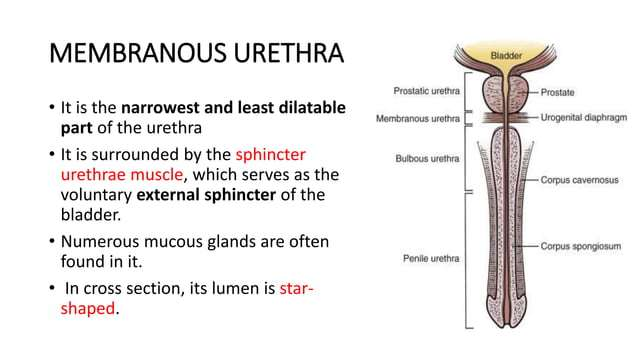 MEMBRANOUS URETHRA
• It is the narrowest and least dilatable
part of the urethra
• It is surrounded by the sphincter
urethrae muscle, which serves as the
voluntary external sphincter of the
bladder.
• Numerous mucous glands are often
found in it.
• In cross section, its lumen is star-
shaped.
Bladder
Prostatic urethra
Prostate
Membranous urethra
Urogenital diaphragm
Bulbous urethra
Corpus cavernosus
Corpus spongiosum
Penile urethra